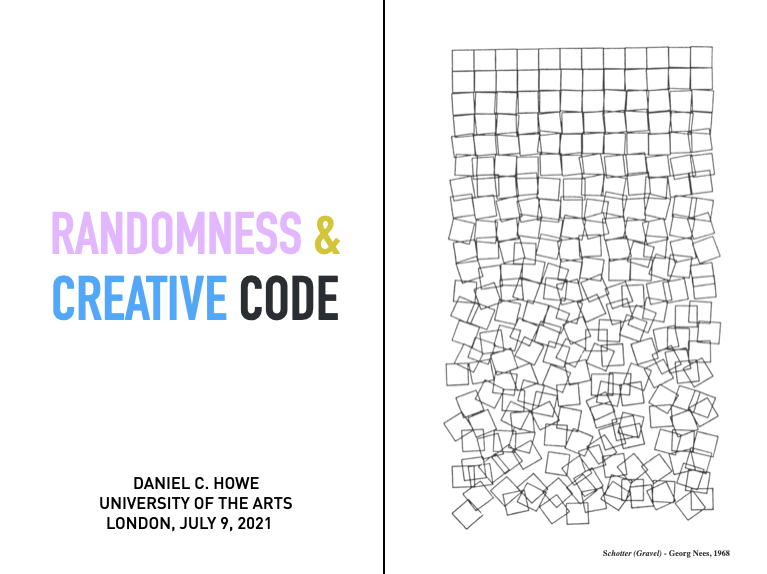 RANDOMNESS &
CREATIVE CODE
DANIEL C. HOWE
UNIVERSITY OF THE ARTS
LONDON, JULY 9, 2021
Schotter (Gravel) - Georg Nees, 1968